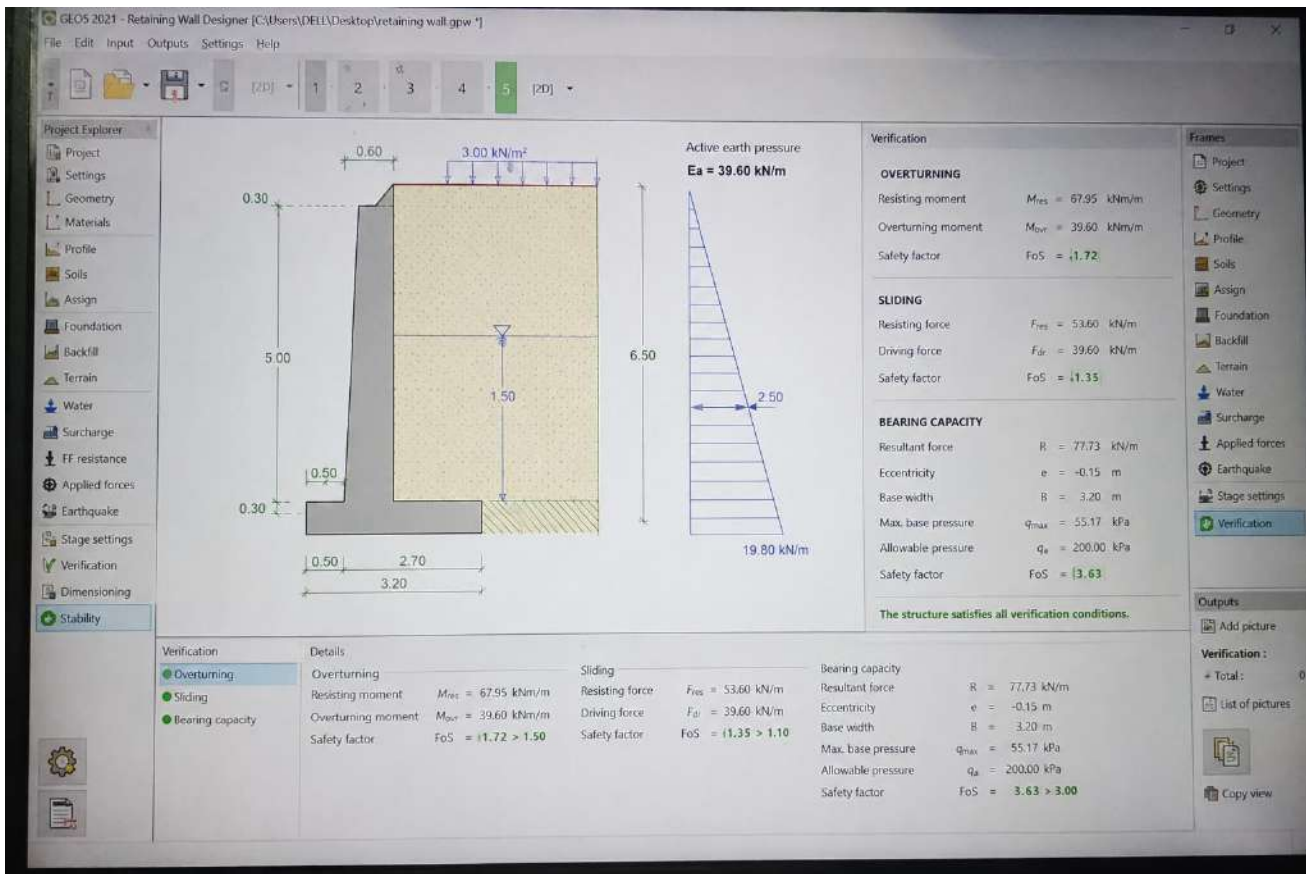 GEO5 2021 - Retaining Wall Designer [C:\Users\DELL\Desktop\retaining wall.gpw *]
File Edit Input Outputs Settings Help
[2D] 1 2 3 4 5 [2D]
Project Explorer
Project
Settings
Geometry
Materials
Profile
Soils
Assign
Foundation
Backfill
Terrain
Water
Surcharge
FF resistance
Applied forces
Earthquake
Stage settings
Verification
Dimensioning
Stability
0.60
3.00 kN/m²
0.30
5.00
1.50
6.50
0.50
0.30
0.50 2.70
3.20
Active earth pressure
Ea = 39.60 kN/m
2.50
19.80 kN/m
Verification
OVERTURNING
Resisting moment Mres = 67.95 kNm/m
Overturning moment Movr = 39.60 kNm/m
Safety factor FoS = 1.72
SLIDING
Resisting force Fres = 53.60 kN/m
Driving force Fdr = 39.60 kN/m
Safety factor FoS = 1.35
BEARING CAPACITY
Resultant force R = 77.73 kN/m
Eccentricity e = -0.15 m
Base width B = 3.20 m
Max. base pressure qmax = 55.17 kPa
Allowable pressure qa = 200.00 kPa
Safety factor FoS = 3.63
The structure satisfies all verification conditions.
Frames
Project
Settings
Geometry
Profile
Soils
Assign
Foundation
Backfill
Terrain
Water
Surcharge
Applied forces
Earthquake
Stage settings
Verification
Outputs
Add picture
Verification :
Total : 0
List of pictures
Copy view
Verification
Overturning
Sliding
Bearing capacity
Details
Overturning
Resisting moment Mres = 67.95 kNm/m
Overturning moment Movr = 39.60 kNm/m
Safety factor FoS = 1.72 > 1.50
Sliding
Resisting force Fres = 53.60 kN/m
Driving force Fdr = 39.60 kN/m
Safety factor FoS = 1.35 > 1.10
Bearing capacity
Resultant force R = 77.73 kN/m
Eccentricity e = -0.15 m
Base width B = 3.20 m
Max. base pressure qmax = 55.17 kPa
Allowable pressure qa = 200.00 kPa
Safety factor FoS = 3.63 > 3.00